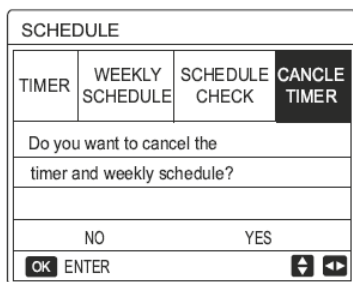 SCHEDULE
TIMER WEEKLY SCHEDULE SCHEDULE CHECK CANCLE TIMER
Do you want to cancel the
timer and weekly schedule?
NO YES
OK ENTER